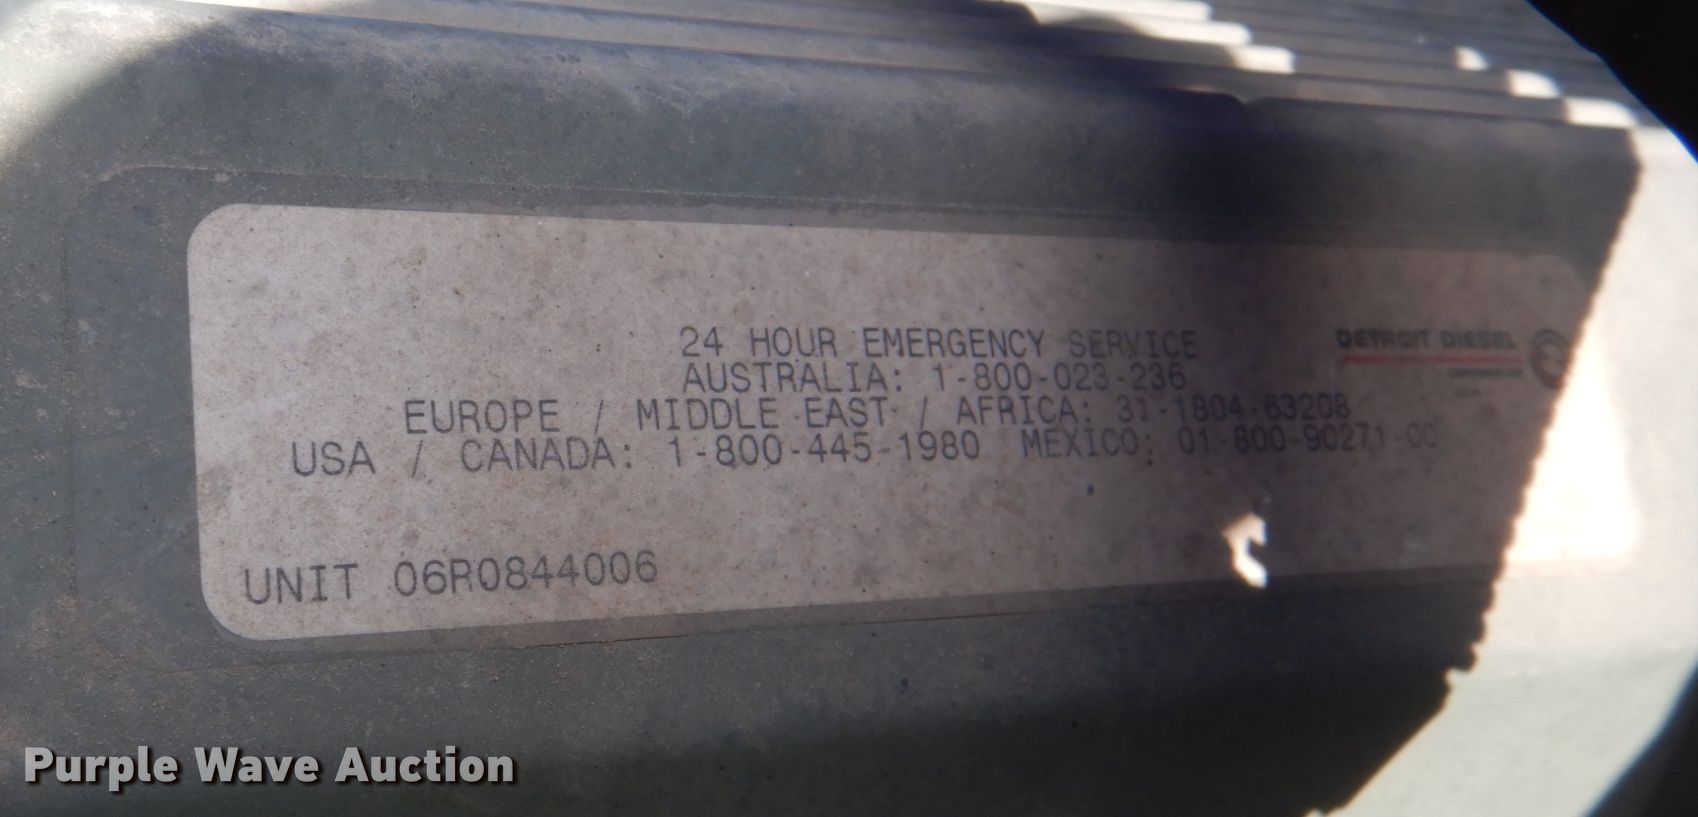 24 HOUR EMERGENCY SERVICE
DETROIT DIESEL
AUSTRALIA: 1-800-023-236
EUROPE / MIDDLE EAST / AFRICA: 31-1804-63208
USA / CANADA: 1-800-445-1980 MEXICO: 01-800-90271-00
UNIT 06R0844006
Purple Wave Auction